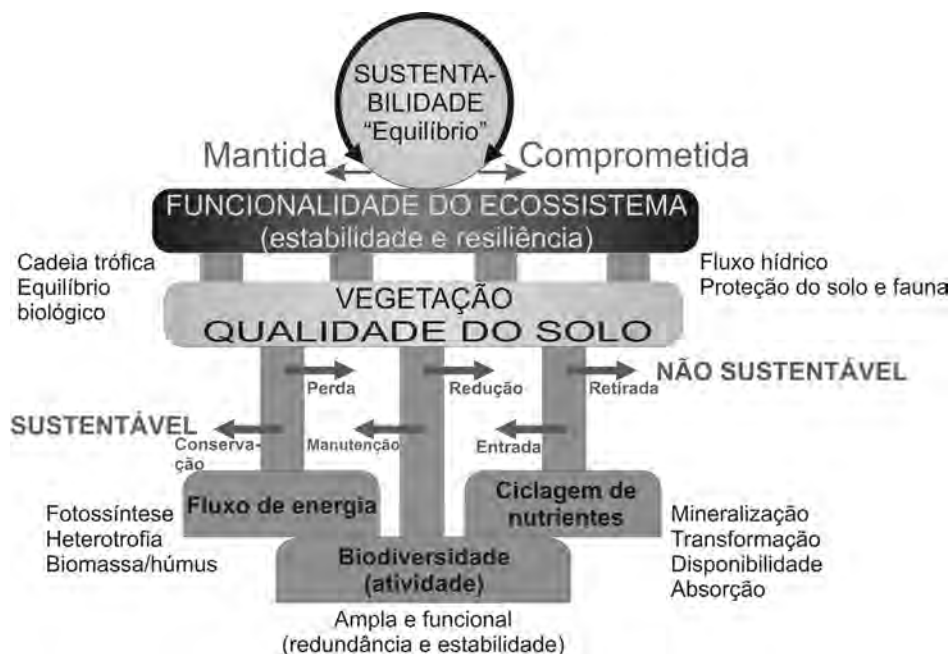 SUSTENTA-
BILIDADE
“Equilíbrio”
Mantida
Comprometida
FUNCIONALIDADE DO ECOSSISTEMA
(estabilidade e resiliência)
Cadeia trófica
Equilíbrio
biológico
Fluxo hídrico
Proteção do solo e fauna
VEGETAÇÃO
QUALIDADE DO SOLO
Perda
Redução
Retirada
NÃO SUSTENTÁVEL
SUSTENTÁVEL
Conserva-
ção
Manutenção
Entrada
Fluxo de energia
Ciclagem de
nutrientes
Fotossíntese
Heterotrofia
Biomassa/húmus
Mineralização
Transformação
Disponibilidade
Absorção
Biodiversidade
(atividade)
Ampla e funcional
(redundância e estabilidade)